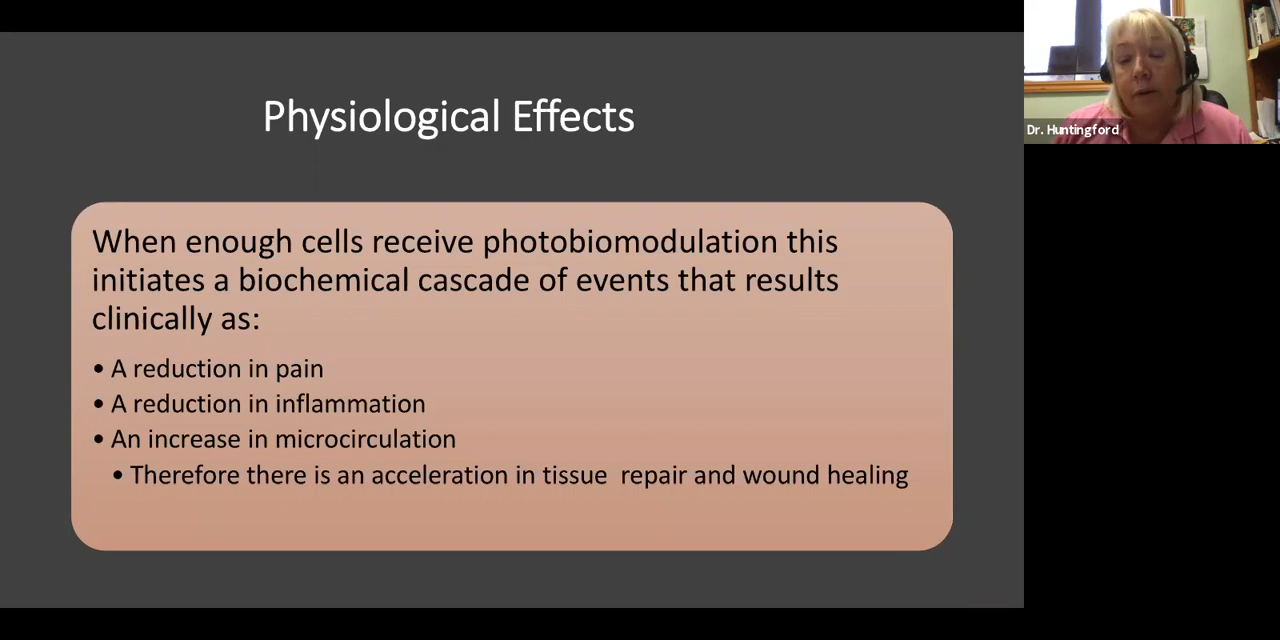 Physiological Effects
When enough cells receive photobiomodulation this
initiates a biochemical cascade of events that results
clinically as:
• A reduction in pain
• A reduction in inflammation
• An increase in microcirculation
• Therefore there is an acceleration in tissue  repair and wound healing
Dr. Huntingford